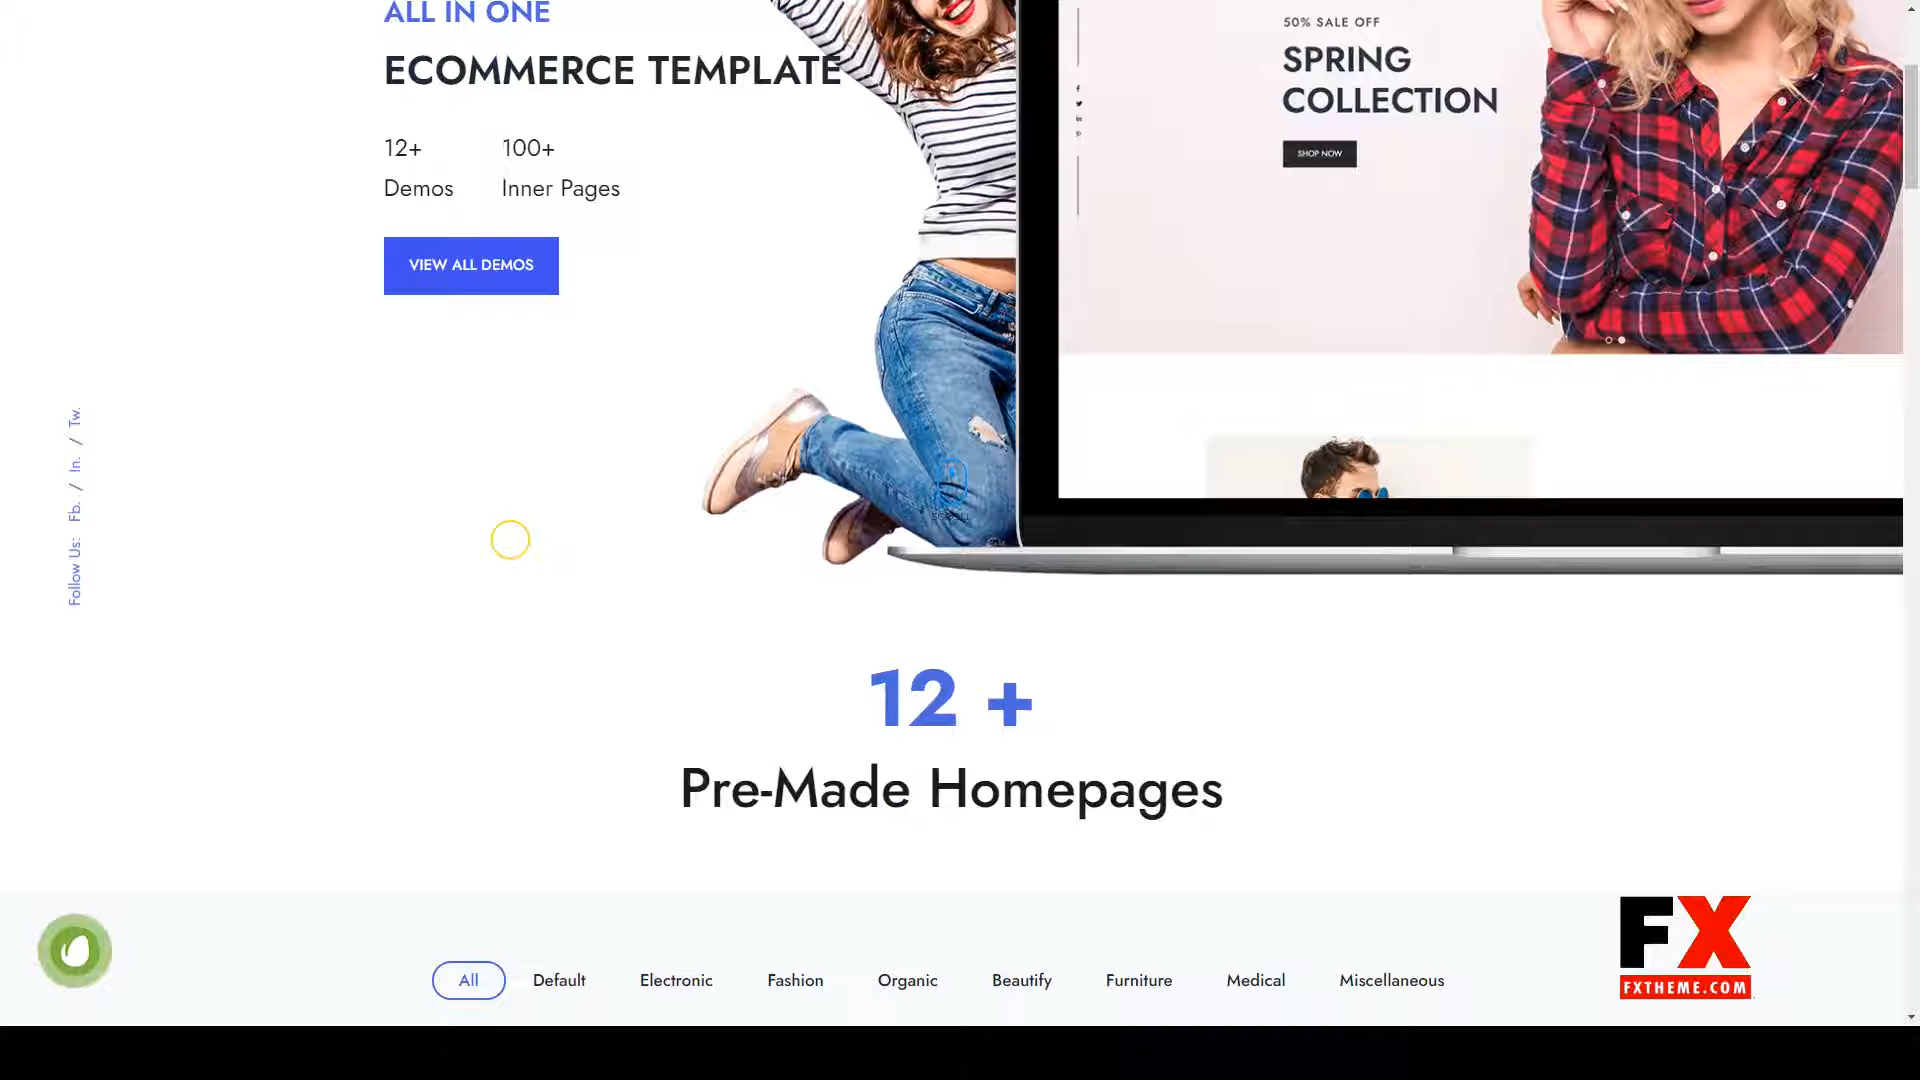 ALL IN ONE
ECOMMERCE TEMPLATE
12+
Demos
100+
Inner Pages
VIEW ALL DEMOS
50% SALE OFF
SPRING
COLLECTION
SHOP NOW
Follow Us: Fb. / In. / Tw.
SCROLL
12 +
Pre-Made Homepages
All
Default
Electronic
Fashion
Organic
Beautify
Furniture
Medical
Miscellaneous
FX
FXTHEME.COM